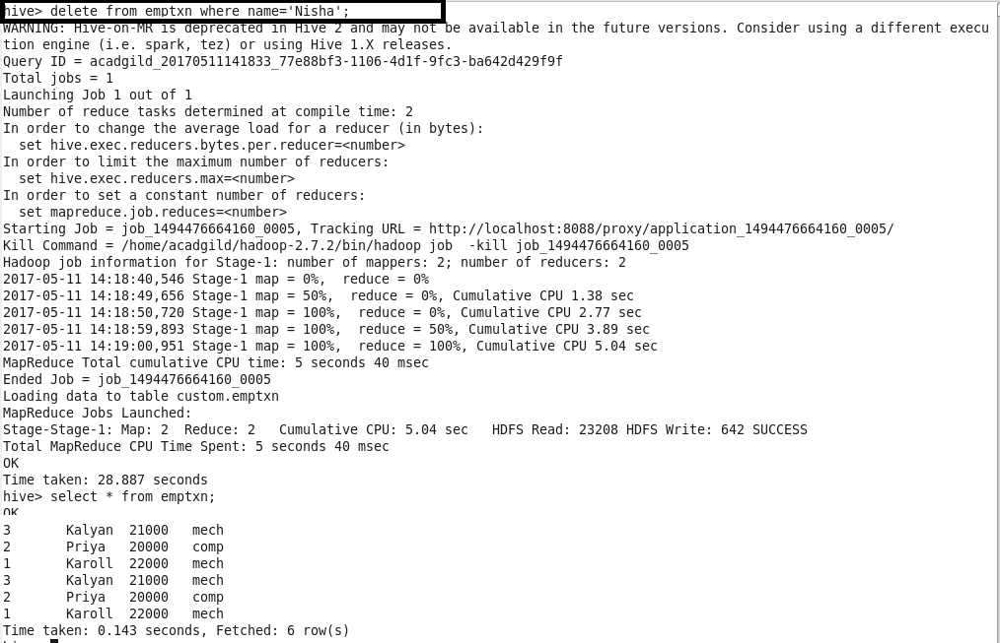 hive> delete from emptxn where name='Nisha';
WARNING: Hive-on-MR is deprecated in Hive 2 and may not be available in the future versions. Consider using a different execu
tion engine (i.e. spark, tez) or using Hive 1.X releases.
Query ID = acadgild_20170511141833_77e88bf3-1106-4d1f-9fc3-ba642d429f9f
Total jobs = 1
Launching Job 1 out of 1
Number of reduce tasks determined at compile time: 2
In order to change the average load for a reducer (in bytes):
  set hive.exec.reducers.bytes.per.reducer=<number>
In order to limit the maximum number of reducers:
  set hive.exec.reducers.max=<number>
In order to set a constant number of reducers:
  set mapreduce.job.reduces=<number>
Starting Job = job_1494476664160_0005, Tracking URL = http://localhost:8088/proxy/application_1494476664160_0005/
Kill Command = /home/acadgild/hadoop-2.7.2/bin/hadoop job  -kill job_1494476664160_0005
Hadoop job information for Stage-1: number of mappers: 2; number of reducers: 2
2017-05-11 14:18:40,546 Stage-1 map = 0%,  reduce = 0%
2017-05-11 14:18:49,656 Stage-1 map = 50%,  reduce = 0%, Cumulative CPU 1.38 sec
2017-05-11 14:18:50,720 Stage-1 map = 100%,  reduce = 0%, Cumulative CPU 2.77 sec
2017-05-11 14:18:59,893 Stage-1 map = 100%,  reduce = 50%, Cumulative CPU 3.89 sec
2017-05-11 14:19:00,951 Stage-1 map = 100%,  reduce = 100%, Cumulative CPU 5.04 sec
MapReduce Total cumulative CPU time: 5 seconds 40 msec
Ended Job = job_1494476664160_0005
Loading data to table custom.emptxn
MapReduce Jobs Launched:
Stage-Stage-1: Map: 2  Reduce: 2   Cumulative CPU: 5.04 sec   HDFS Read: 23208 HDFS Write: 642 SUCCESS
Total MapReduce CPU Time Spent: 5 seconds 40 msec
OK
Time taken: 28.887 seconds
hive> select * from emptxn;
OK
3       Kalyan  21000   mech
2       Priya   20000   comp
1       Karoll  22000   mech
3       Kalyan  21000   mech
2       Priya   20000   comp
1       Karoll  22000   mech
Time taken: 0.143 seconds, Fetched: 6 row(s)